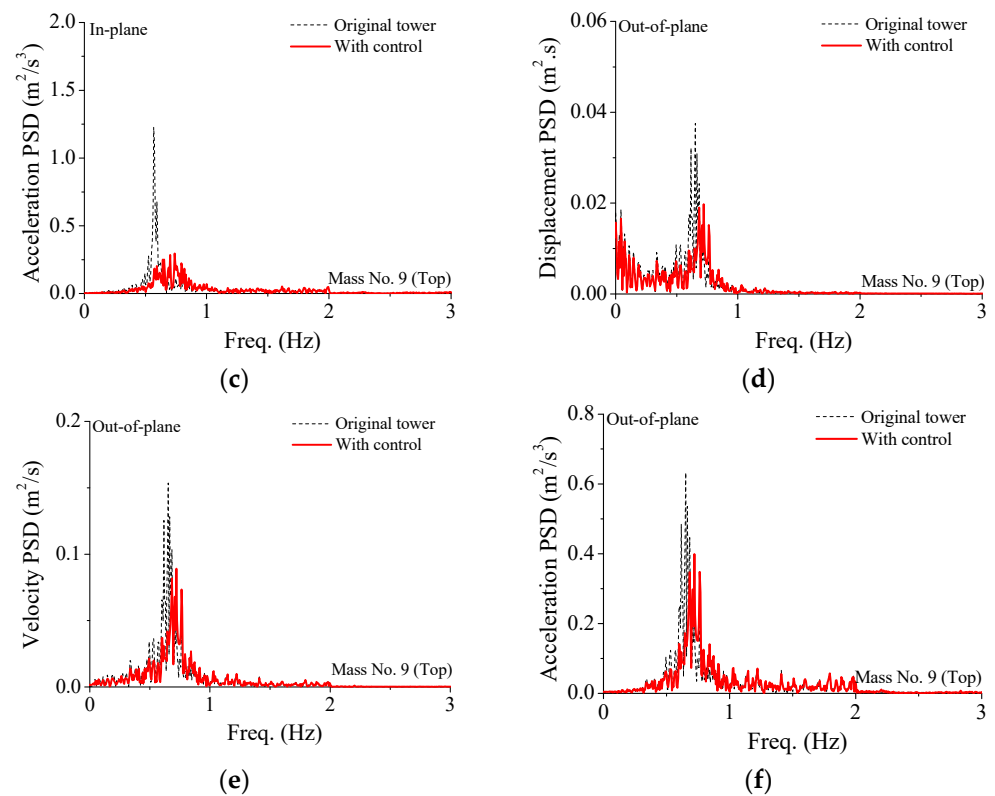 In-plane
Original tower
With control
Acceleration PSD (m²/s³)
2.0
1.5
1.0
0.5
0.0
Mass No. 9 (Top)
0 1 2 3
Freq. (Hz)
(c)
Out-of-plane
Original tower
With control
Displacement PSD (m².s)
0.06
0.04
0.02
0.00
Mass No. 9 (Top)
0 1 2 3
Freq. (Hz)
(d)
Out-of-plane
Original tower
With control
Velocity PSD (m²/s)
0.2
0.1
0.0
Mass No. 9 (Top)
0 1 2 3
Freq. (Hz)
(e)
Out-of-plane
Original tower
With control
Acceleration PSD (m²/s³)
0.8
0.6
0.4
0.2
0.0
Mass No. 9 (Top)
0 1 2 3
Freq. (Hz)
(f)